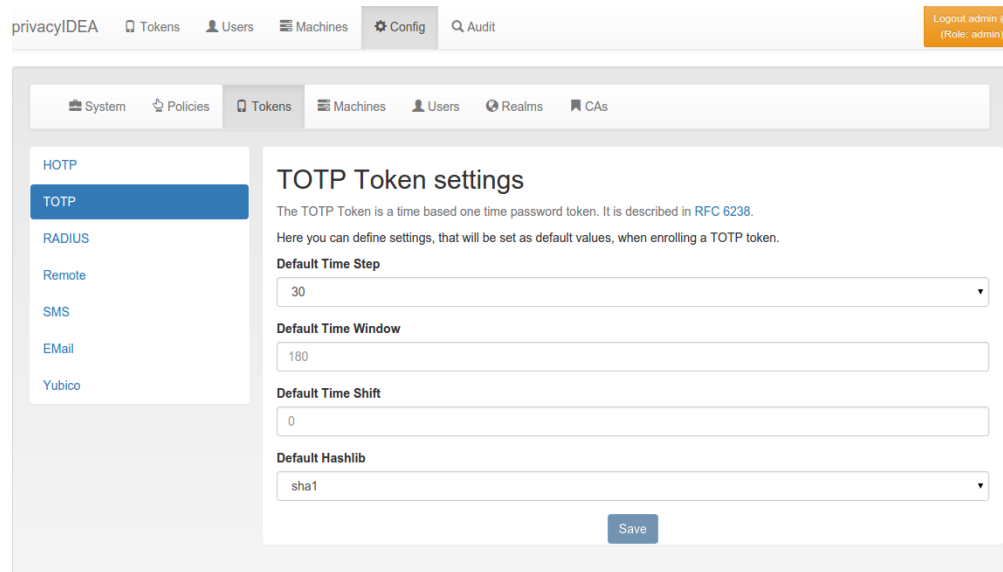 privacyIDEA Tokens Users Machines Config Audit
Logout admin
(Role: admin)
System Policies Tokens Machines Users Realms CAs
HOTP
TOTP
RADIUS
Remote
SMS
EMail
Yubico
TOTP Token settings
The TOTP Token is a time based one time password token. It is described in RFC 6238.
Here you can define settings, that will be set as default values, when enrolling a TOTP token.
Default Time Step
30
Default Time Window
180
Default Time Shift
0
Default Hashlib
sha1
Save